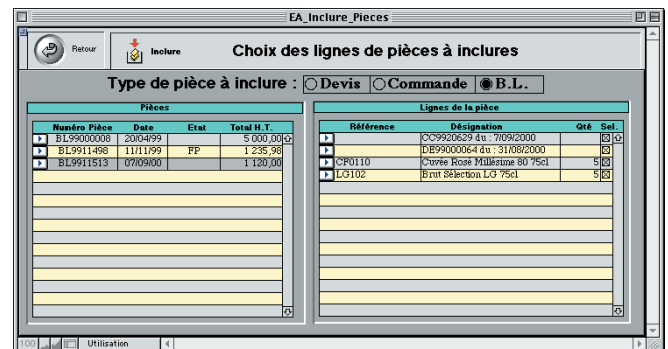 EA_Inclure_Pieces
Retour
Inclure
Choix des lignes de pièces à inclures
Type de pièce à inclure : Devis Commande B.L.
Pièces
Numéro Pièce Date Etat Total H.T.
BL99000008 20/04/99 5 000,00
BL9911498 11/11/99 FP 1 235,98
BL9911513 07/09/00 1 120,00
Lignes de la pièce
Référence Désignation Qté Sel.
CC9920629 du : 7/09/2000
DE99000064 du : 31/08/2000
CF0110 Cuvée Rosé Millésime 80 75cl 5
LG102 Brut Sélection LG 75cl 5
100 Utilisation